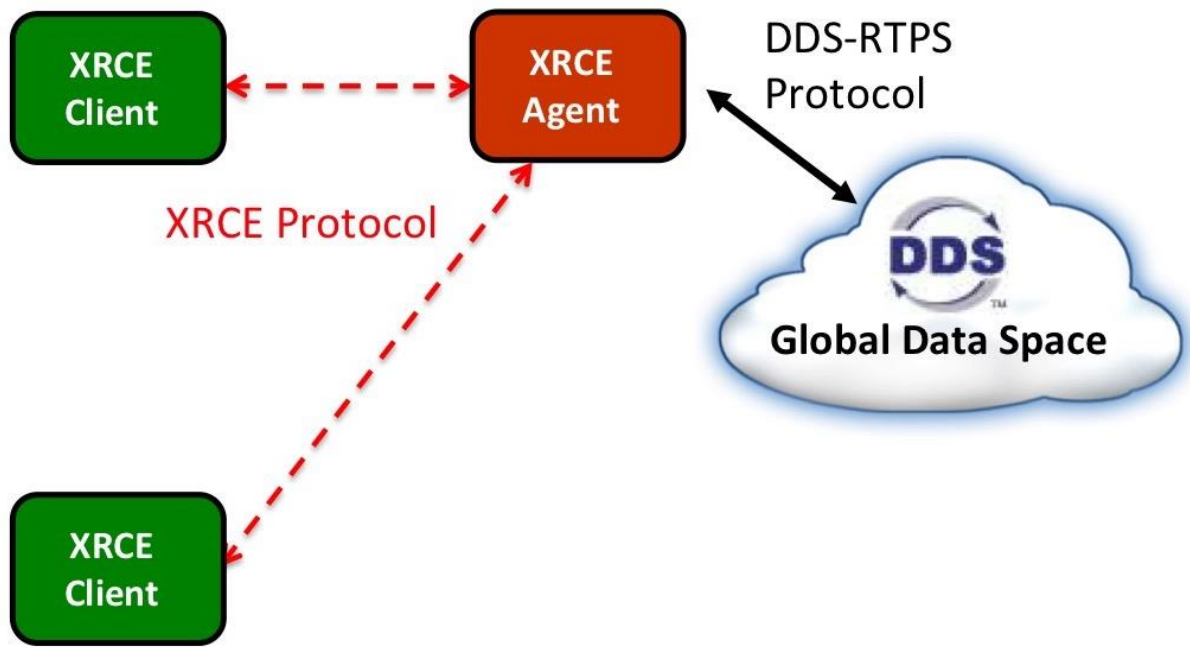 XRCE
Client
XRCE
Agent
DDS-RTPS
Protocol
XRCE Protocol
DDS
TM
Global Data Space
XRCE
Client